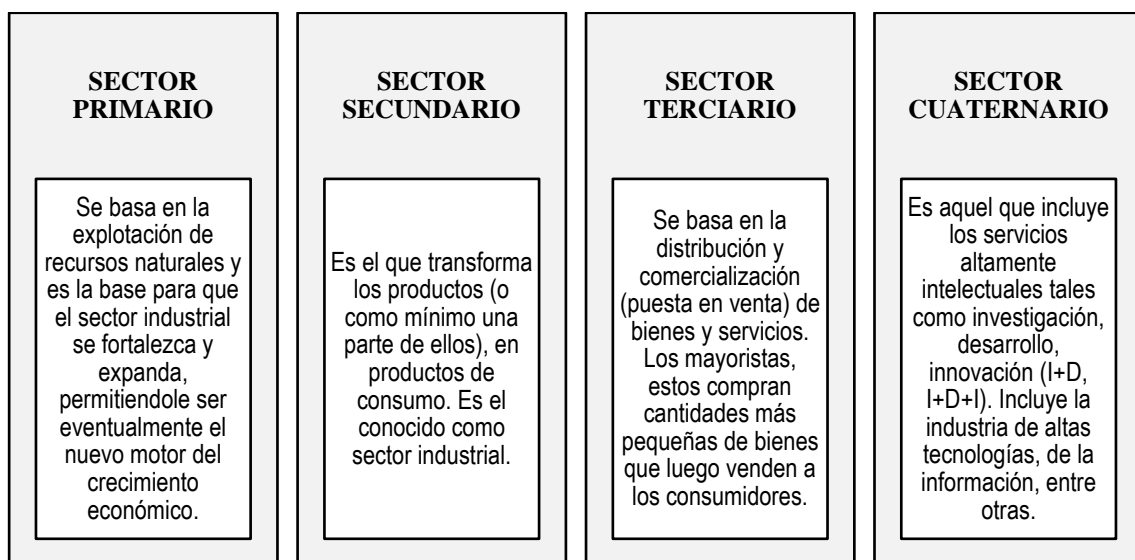 SECTOR
PRIMARIO
Se basa en la
explotación de
recursos naturales y
es la base para que
el sector industrial
se fortalezca y
expanda,
permitiendole ser
eventualmente el
nuevo motor del
crecimiento
económico.
SECTOR
SECUNDARIO
Es el que transforma
los productos (o
como mínimo una
parte de ellos), en
productos de
consumo. Es el
conocido como
sector industrial.
SECTOR
TERCIARIO
Se basa en la
distribución y
comercialización
(puesta en venta) de
bienes y servicios.
Los mayoristas,
estos compran
cantidades más
pequeñas de bienes
que luego venden a
los consumidores.
SECTOR
CUATERNARIO
Es aquel que incluye
los servicios
altamente
intelectuales tales
como investigación,
desarrollo,
innovación (I+D,
I+D+I). Incluye la
industria de altas
tecnologías, de la
información, entre
otras.